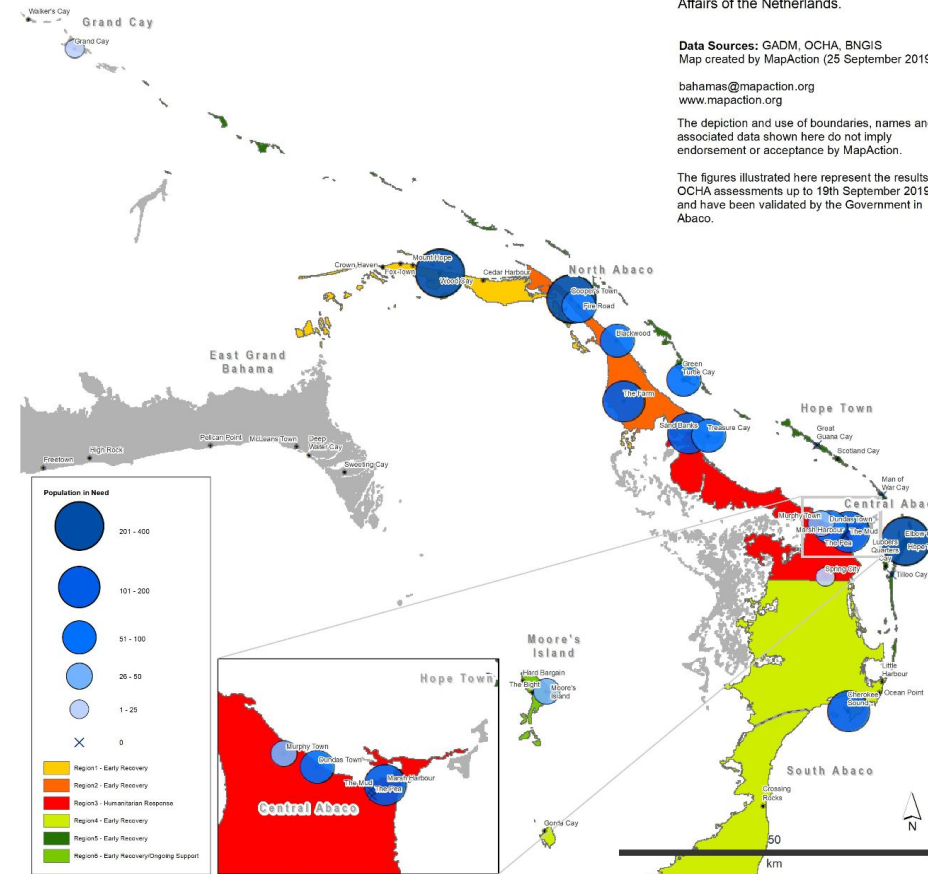 Affairs of the Netherlands.
Data Sources: GADM, OCHA, BNGIS
Map created by MapAction (25 September 2019
bahamas@mapaction.org
www.mapaction.org
The depiction and use of boundaries, names an
associated data shown here do not imply
endorsement or acceptance by MapAction.
The figures illustrated here represent the results
OCHA assessments up to 19th September 2019
and have been validated by the Government in
Abaco.
Walker's Cay
Grand Cay
Grand Cay
Crown Haven
Mount Hope
Fox Town
Wood Cay
Cedar Harbour
North Abaco
Cooper's Town
Fire Road
Blackwood
Green
Turtle Cay
East Grand
Bahama
The Farm
Sand Banks
Treasure Cay
Hope Town
Great
Guana Cay
Scotland Cay
Pelican Point
McLeans Town
Deep
Water Cay
High Rock
Freetown
Sweeting Cay
Man of
War Cay
Central Abac
Murphy Town
Dundas Town
Marsh Harbour
The Mud
The Pea
Elbow
Hope
Lubbers
Quarters
Cay
Tilloo Cay
Spring City
Population in Need
201 - 400
101 - 200
51 - 100
26 - 50
1 - 25
0
Region1 - Early Recovery
Region2 - Early Recovery
Region3 - Humanitarian Response
Region4 - Early Recovery
Region5 - Early Recovery
Region6 - Early Recovery/Ongoing Support
Moore's
Island
Hard Bargain
The Bight
Moore's
Island
Hope Town
Murphy Town
Dundas Town
The Mud
Marsh Harbour
The Pea
Central Abaco
Little
Harbour
Ocean Point
Cherokee
Sound
South Abaco
Crossing
Rocks
Gorda Cay
N
50
km